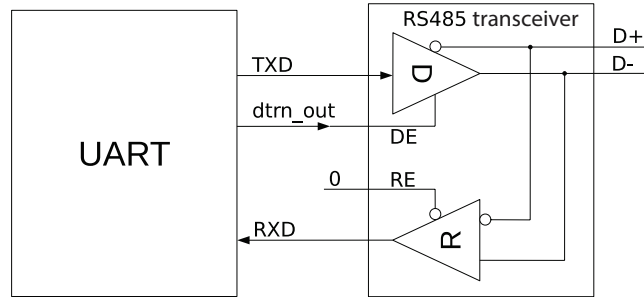 RS485 transceiver
D+
D-
TXD
D
dtrn_out
DE
UART
0
RE
RXD
R